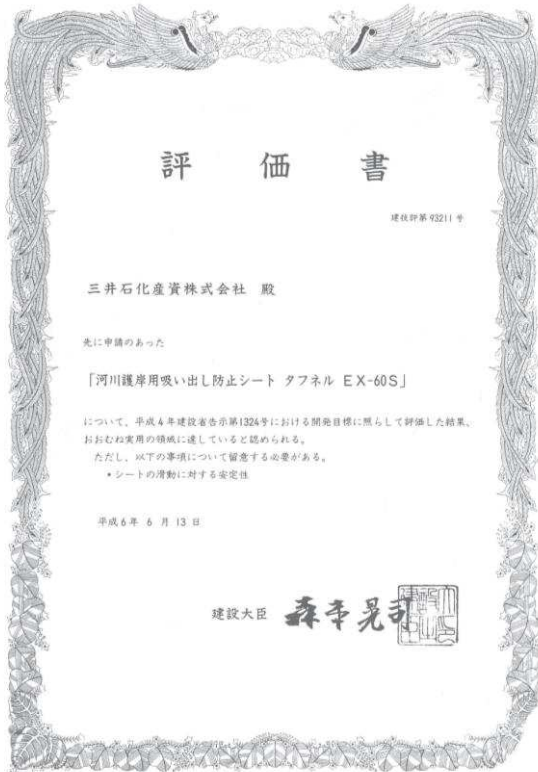 評価書
建技評第93211号
三井石化産資株式会社 殿
先に申請のあった
「河川護岸用吸い出し防止シート タフネル EX-60S」
について、平成4年建設省告示第1324号における開発目標に照らして評価した結果、
おおむね実用の領域に達していると認められる。
ただし、以下の事項について留意する必要がある。
・シートの滑動に対する安定性
平成6年 6月13日
建設大臣 森本晃司